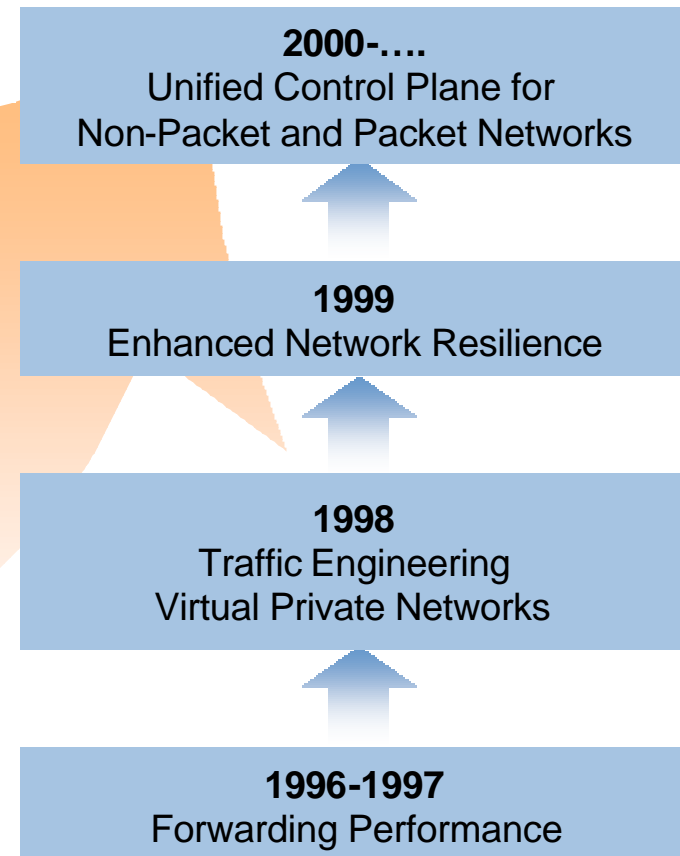 2000-….
Unified Control Plane for
Non-Packet and Packet Networks
1999
Enhanced Network Resilience
1998
Traffic Engineering
Virtual Private Networks
1996-1997
Forwarding Performance